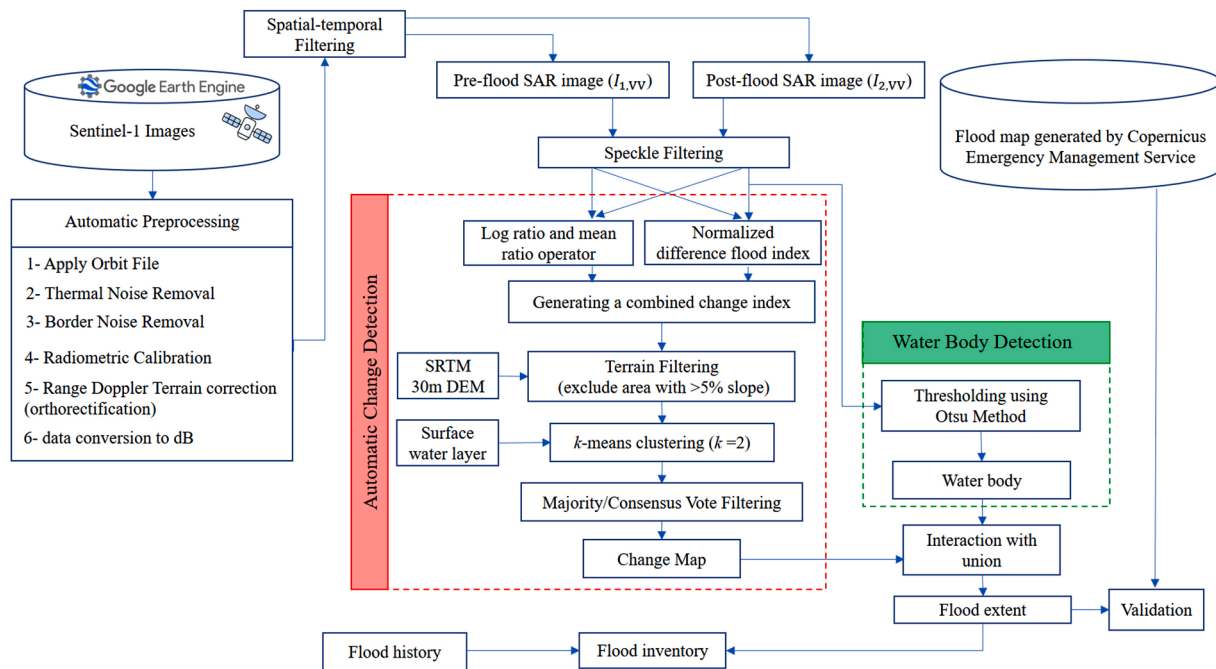 Spatial-temporal
Filtering
Google Earth Engine
Sentinel-1 Images
Pre-flood SAR image (I1,VV)
Post-flood SAR image (I2,VV)
Flood map generated by Copernicus
Emergency Management Service
Speckle Filtering
Automatic Preprocessing
1- Apply Orbit File
2- Thermal Noise Removal
3- Border Noise Removal
4- Radiometric Calibration
5- Range Doppler Terrain correction
(orthorectification)
6- data conversion to dB
Automatic Change Detection
Log ratio and mean
ratio operator
Normalized
difference flood index
Generating a combined change index
SRTM
30m DEM
Terrain Filtering
(exclude area with >5% slope)
Surface
water layer
k-means clustering (k =2)
Majority/Consensus Vote Filtering
Change Map
Water Body Detection
Thresholding using
Otsu Method
Water body
Interaction with
union
Flood extent
Validation
Flood history
Flood inventory